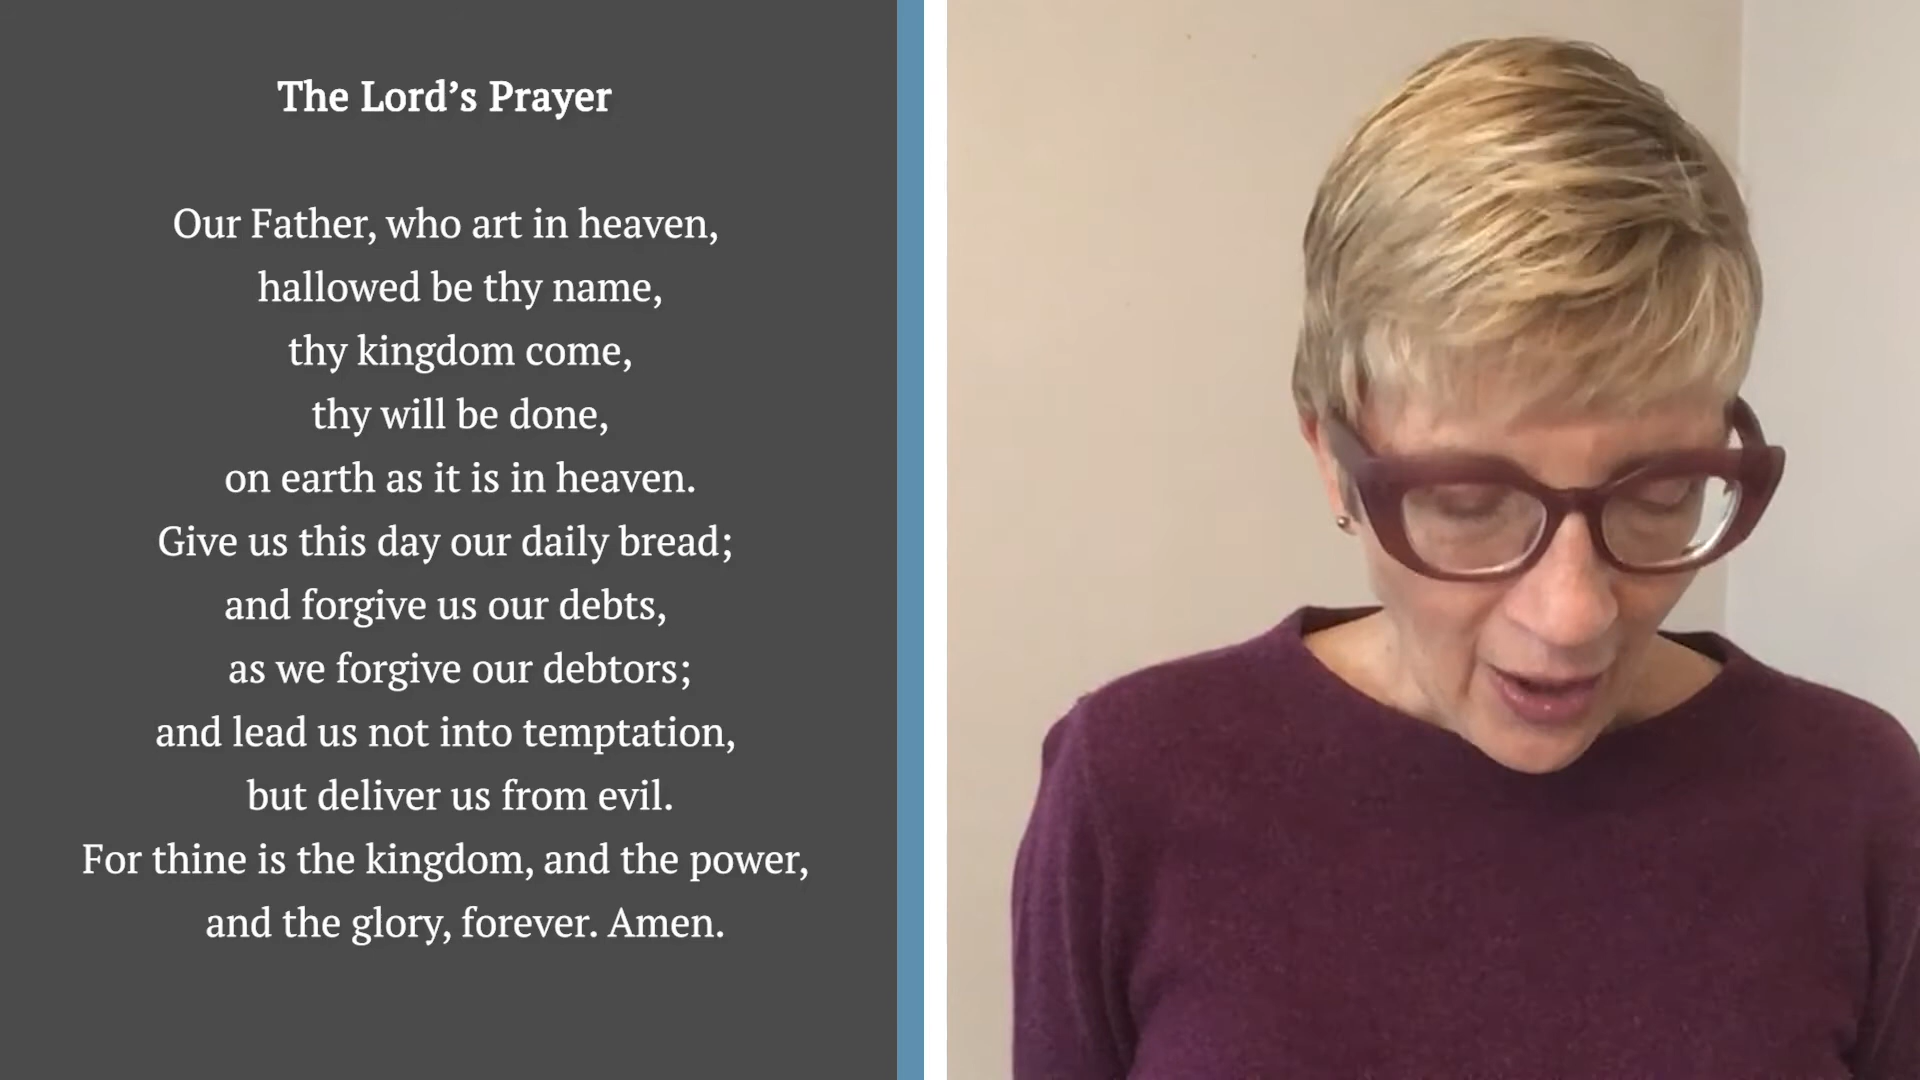 The Lord’s Prayer
Our Father, who art in heaven,
hallowed be thy name,
thy kingdom come,
thy will be done,
on earth as it is in heaven.
Give us this day our daily bread;
and forgive us our debts,
as we forgive our debtors;
and lead us not into temptation,
but deliver us from evil.
For thine is the kingdom, and the power,
and the glory, forever. Amen.